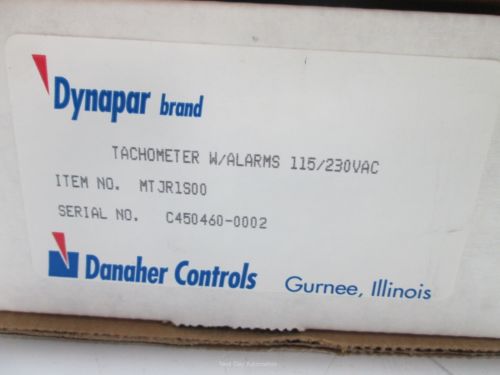 Dynapar brand
TACHOMETER W/ALARMS 115/230VAC
ITEM NO. MTJR1S00
SERIAL NO. C450460-0002
Danaher Controls Gurnee, Illinois